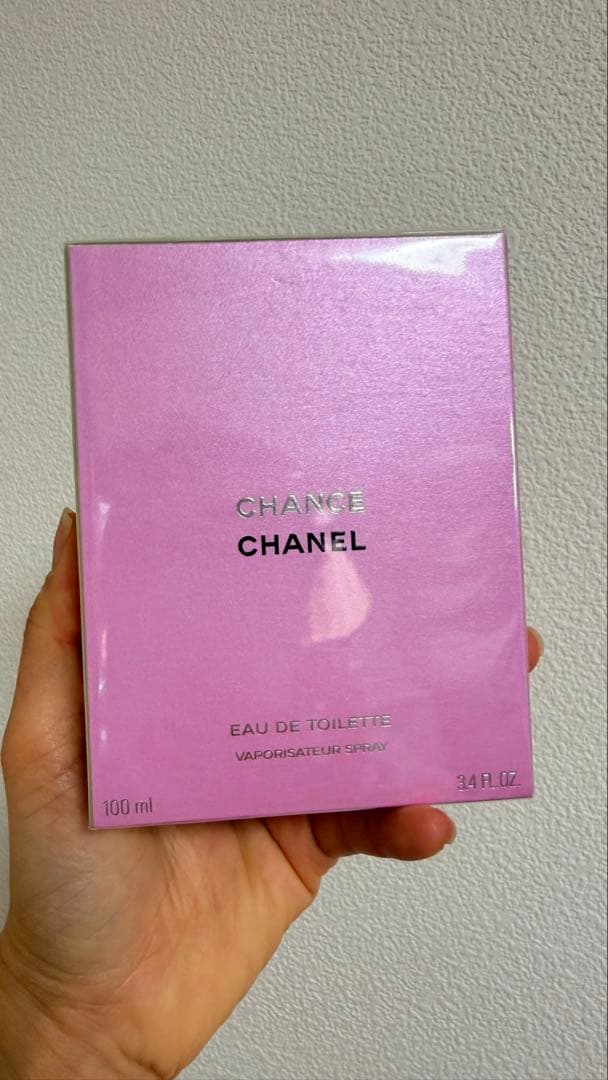 CHANCE
CHANEL
EAU DE TOILETTE
VAPORISATEUR SPRAY
100 ml
3.4 FL. OZ.